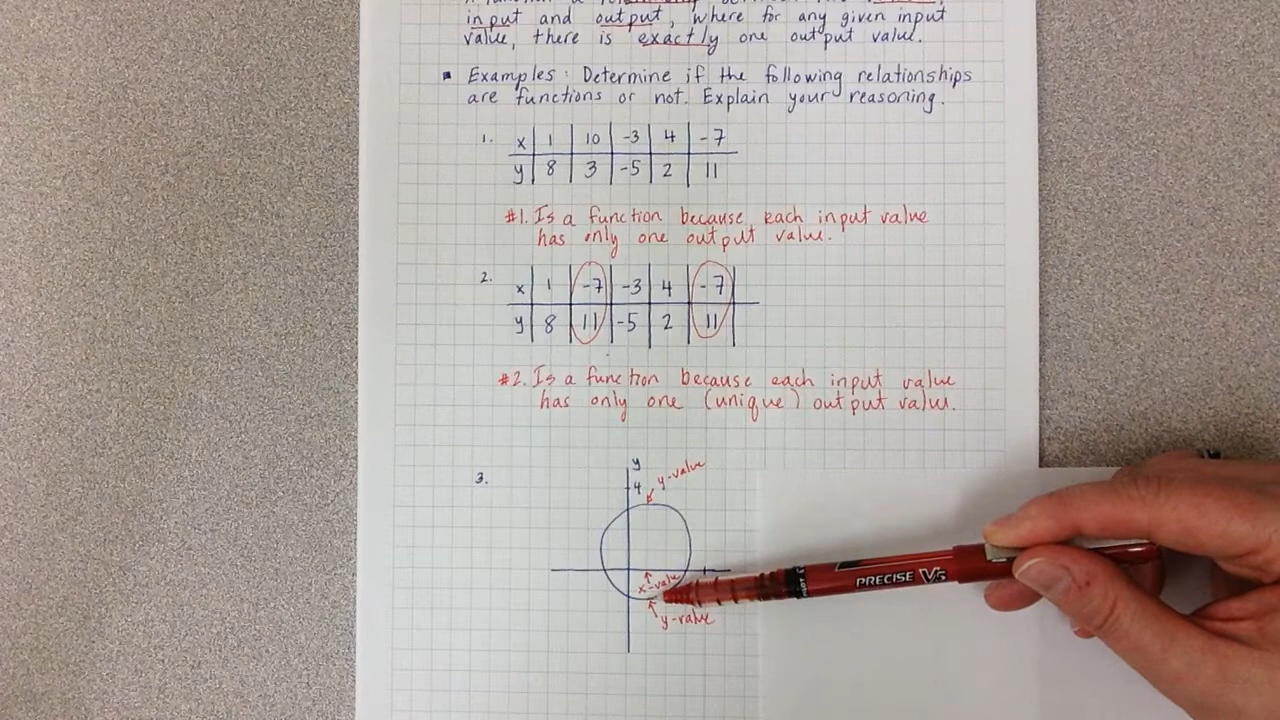 input and output, where for any given input
value, there is exactly one output value.
▪ Examples: Determine if the following relationships
are functions or not. Explain your reasoning.
1. x 1 10 -3 4 -7
y 8 3 -5 2 11
#1. Is a function because each input value
has only one output value.
2. x 1 -7 -3 4 -7
y 8 11 -5 2 11
#2. Is a function because each input value
has only one (unique) output value.
3.
y
4
y-value
x-value
y-value
PRECISE V5
PILOT